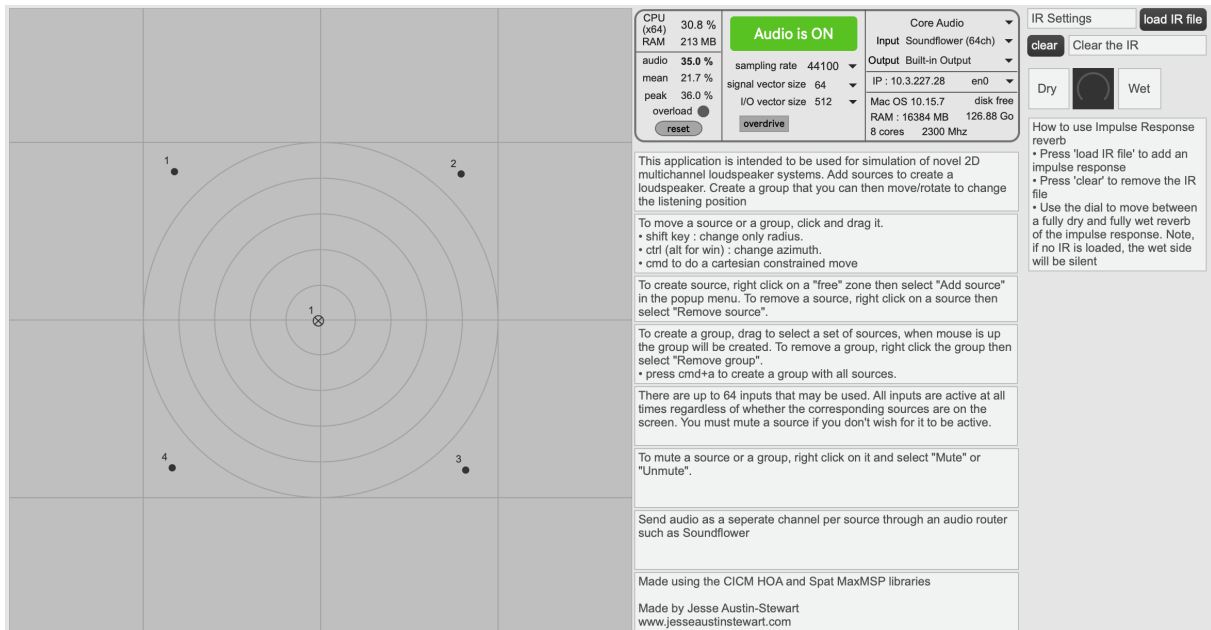 1
2
1
4
3
CPU (x64) 30.8 %
RAM 213 MB
audio 35.0 %
mean 21.7 %
peak 36.0 %
overload
reset
Audio is ON
sampling rate 44100
signal vector size 64
I/O vector size 512
overdrive
Core Audio
Input Soundflower (64ch)
Output Built-in Output
IP : 10.3.227.28 en0
Mac OS 10.15.7 disk free
RAM : 16384 MB 126.88 Go
8 cores 2300 Mhz
This application is intended to be used for simulation of novel 2D
multichannel loudspeaker systems. Add sources to create a
loudspeaker. Create a group that you can then move/rotate to change
the listening position
To move a source or a group, click and drag it.
• shift key : change only radius.
• ctrl (alt for win) : change azimuth.
• cmd to do a cartesian constrained move
To create source, right click on a "free" zone then select "Add source"
in the popup menu. To remove a source, right click on a source then
select "Remove source".
To create a group, drag to select a set of sources, when mouse is up
the group will be created. To remove a group, right click the group then
select "Remove group".
• press cmd+a to create a group with all sources.
There are up to 64 inputs that may be used. All inputs are active at all
times regardless of whether the corresponding sources are on the
screen. You must mute a source if you don't wish for it to be active.
To mute a source or a group, right click on it and select "Mute" or
"Unmute".
Send audio as a seperate channel per source through an audio router
such as Soundflower
Made using the CICM HOA and Spat MaxMSP libraries
Made by Jesse Austin-Stewart
www.jesseaustinstewart.com
IR Settings
load IR file
clear
Clear the IR
Dry
Wet
How to use Impulse Response
reverb
• Press 'load IR file' to add an
impulse response
• Press 'clear' to remove the IR
file
• Use the dial to move between
a fully dry and fully wet reverb
of the impulse response. Note,
if no IR is loaded, the wet side
will be silent